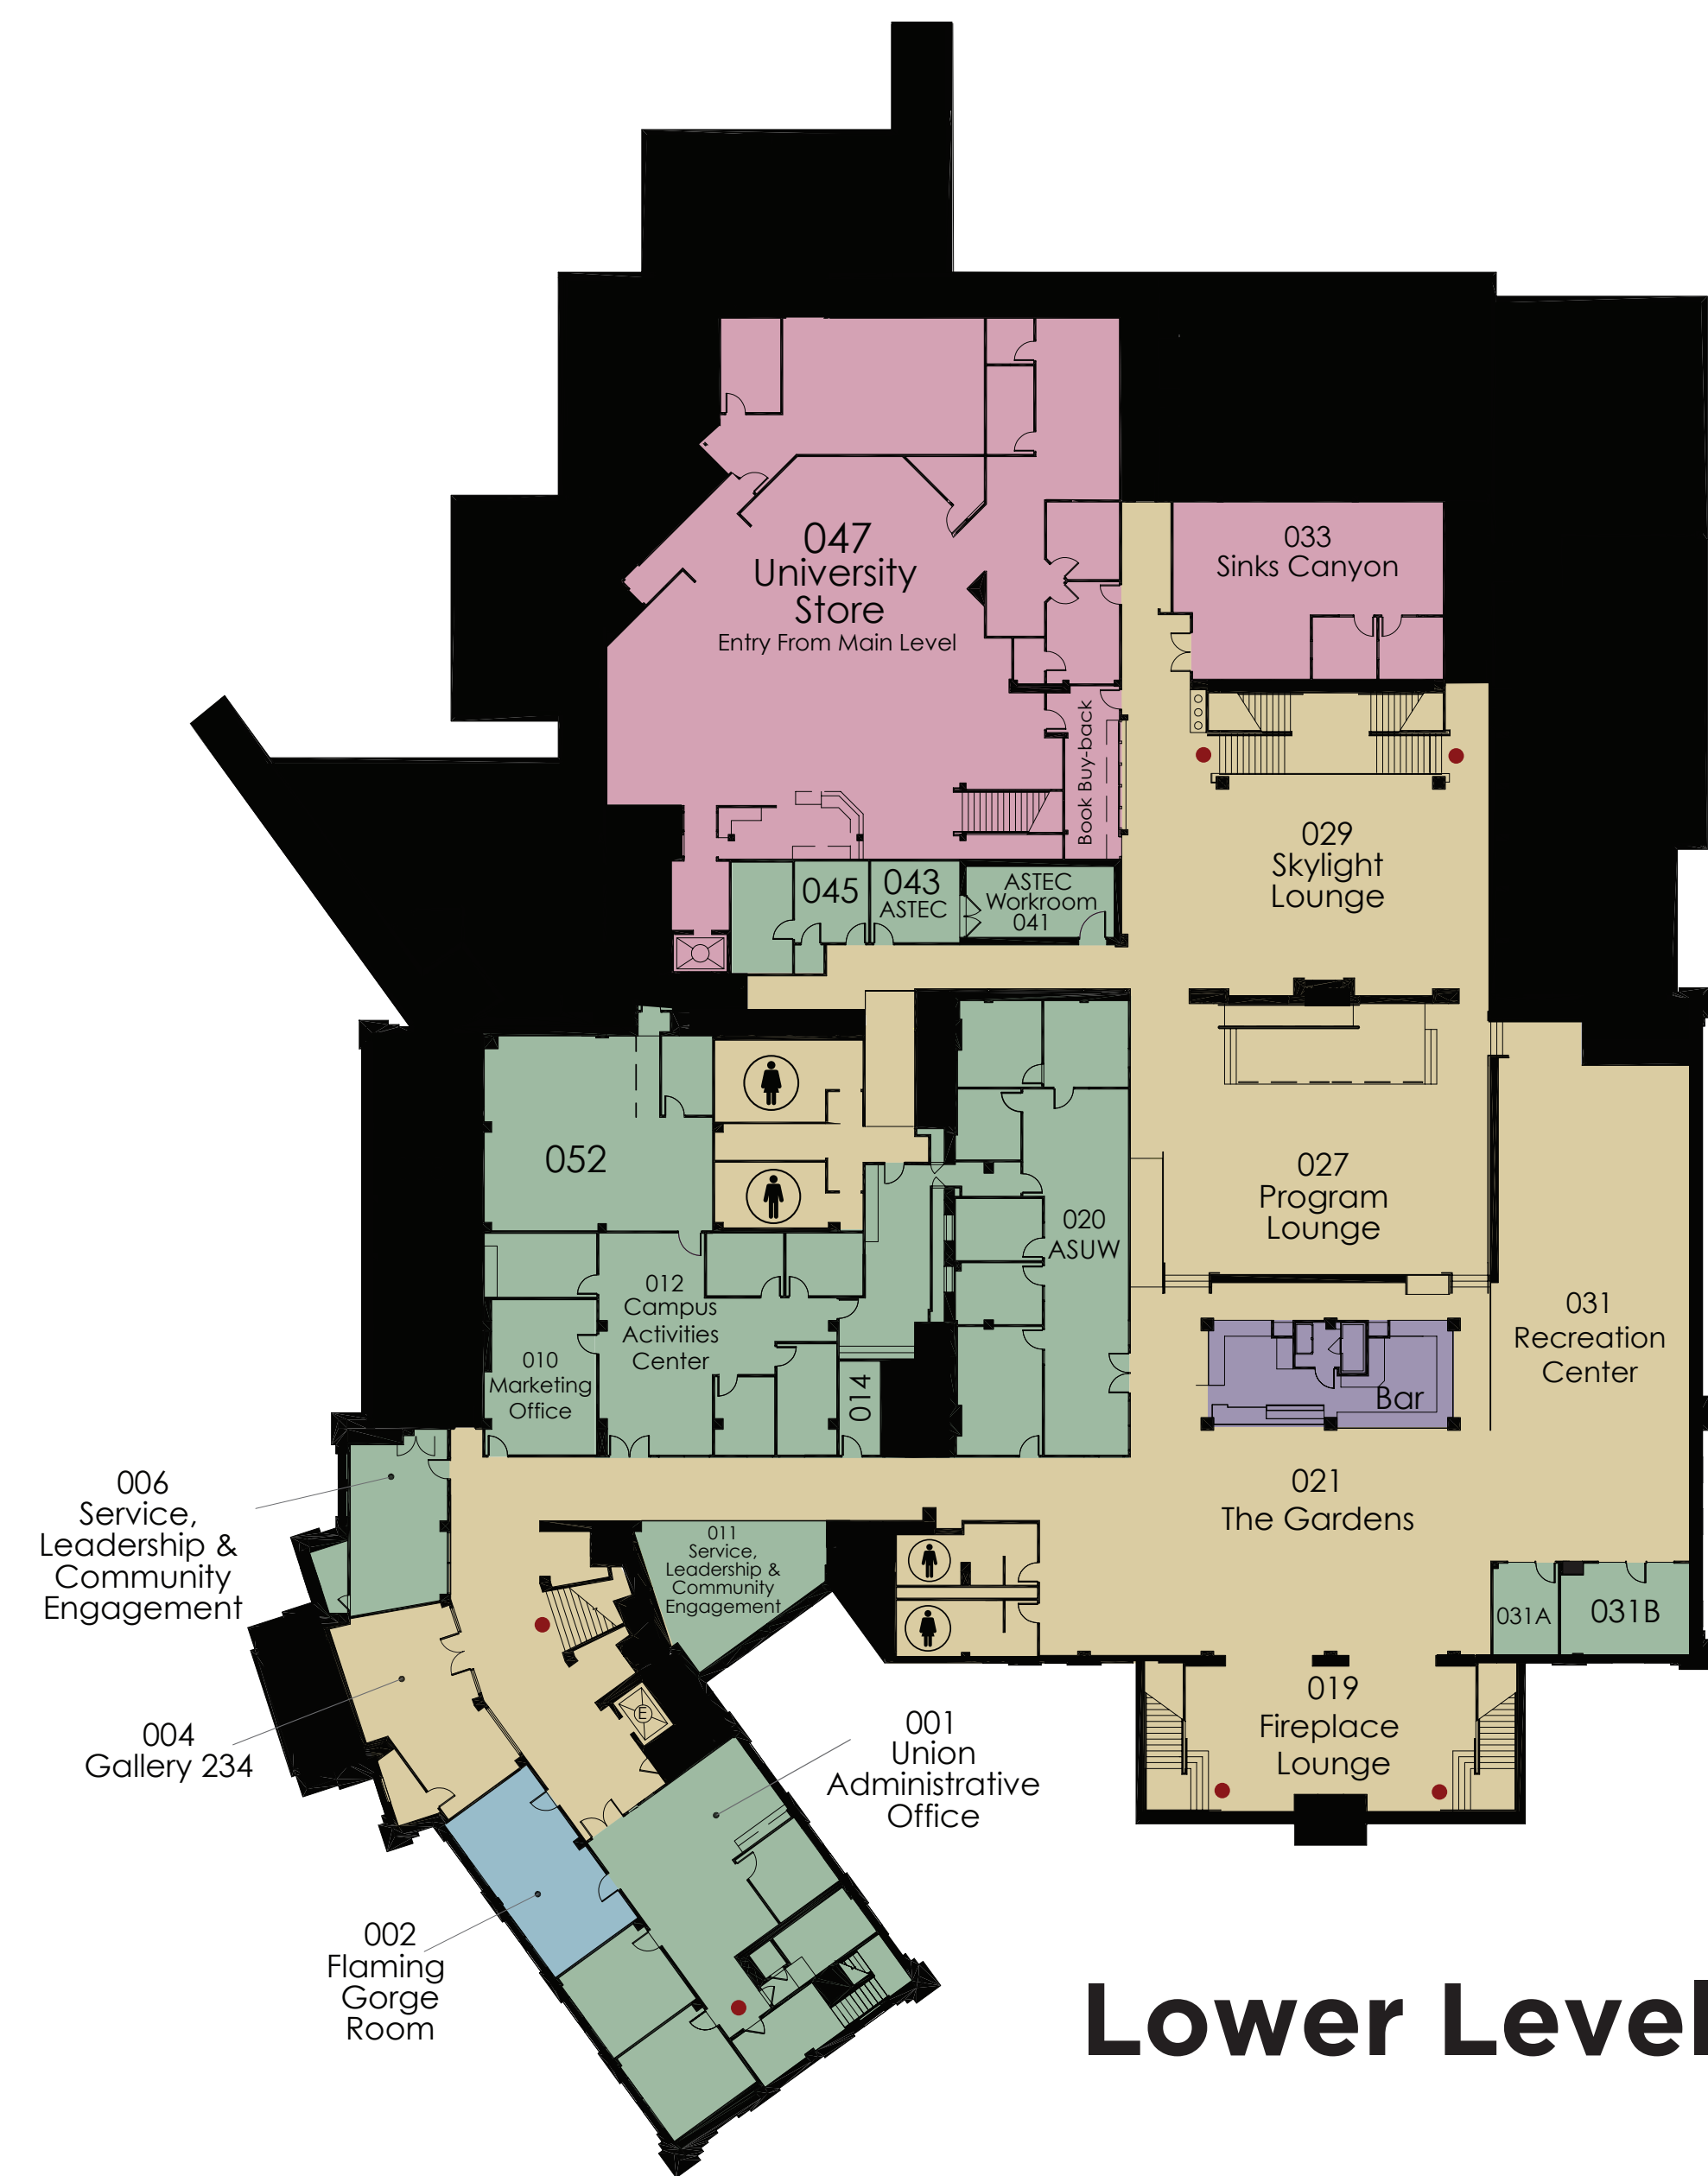 047
University
Store
Entry From Main Level
033
Sinks Canyon
Book Buy-back
029
Skylight
Lounge
045
043
ASTEC
ASTEC
Workroom
041
052
020
ASUW
027
Program
Lounge
012
Campus
Activities
Center
010
Marketing
Office
014
031
Recreation
Center
Bar
006
Service,
Leadership &
Community
Engagement
011
Service,
Leadership &
Community
Engagement
021
The Gardens
031A
031B
004
Gallery 234
E
001
Union
Administrative
Office
019
Fireplace
Lounge
002
Flaming
Gorge
Room
Lower Level